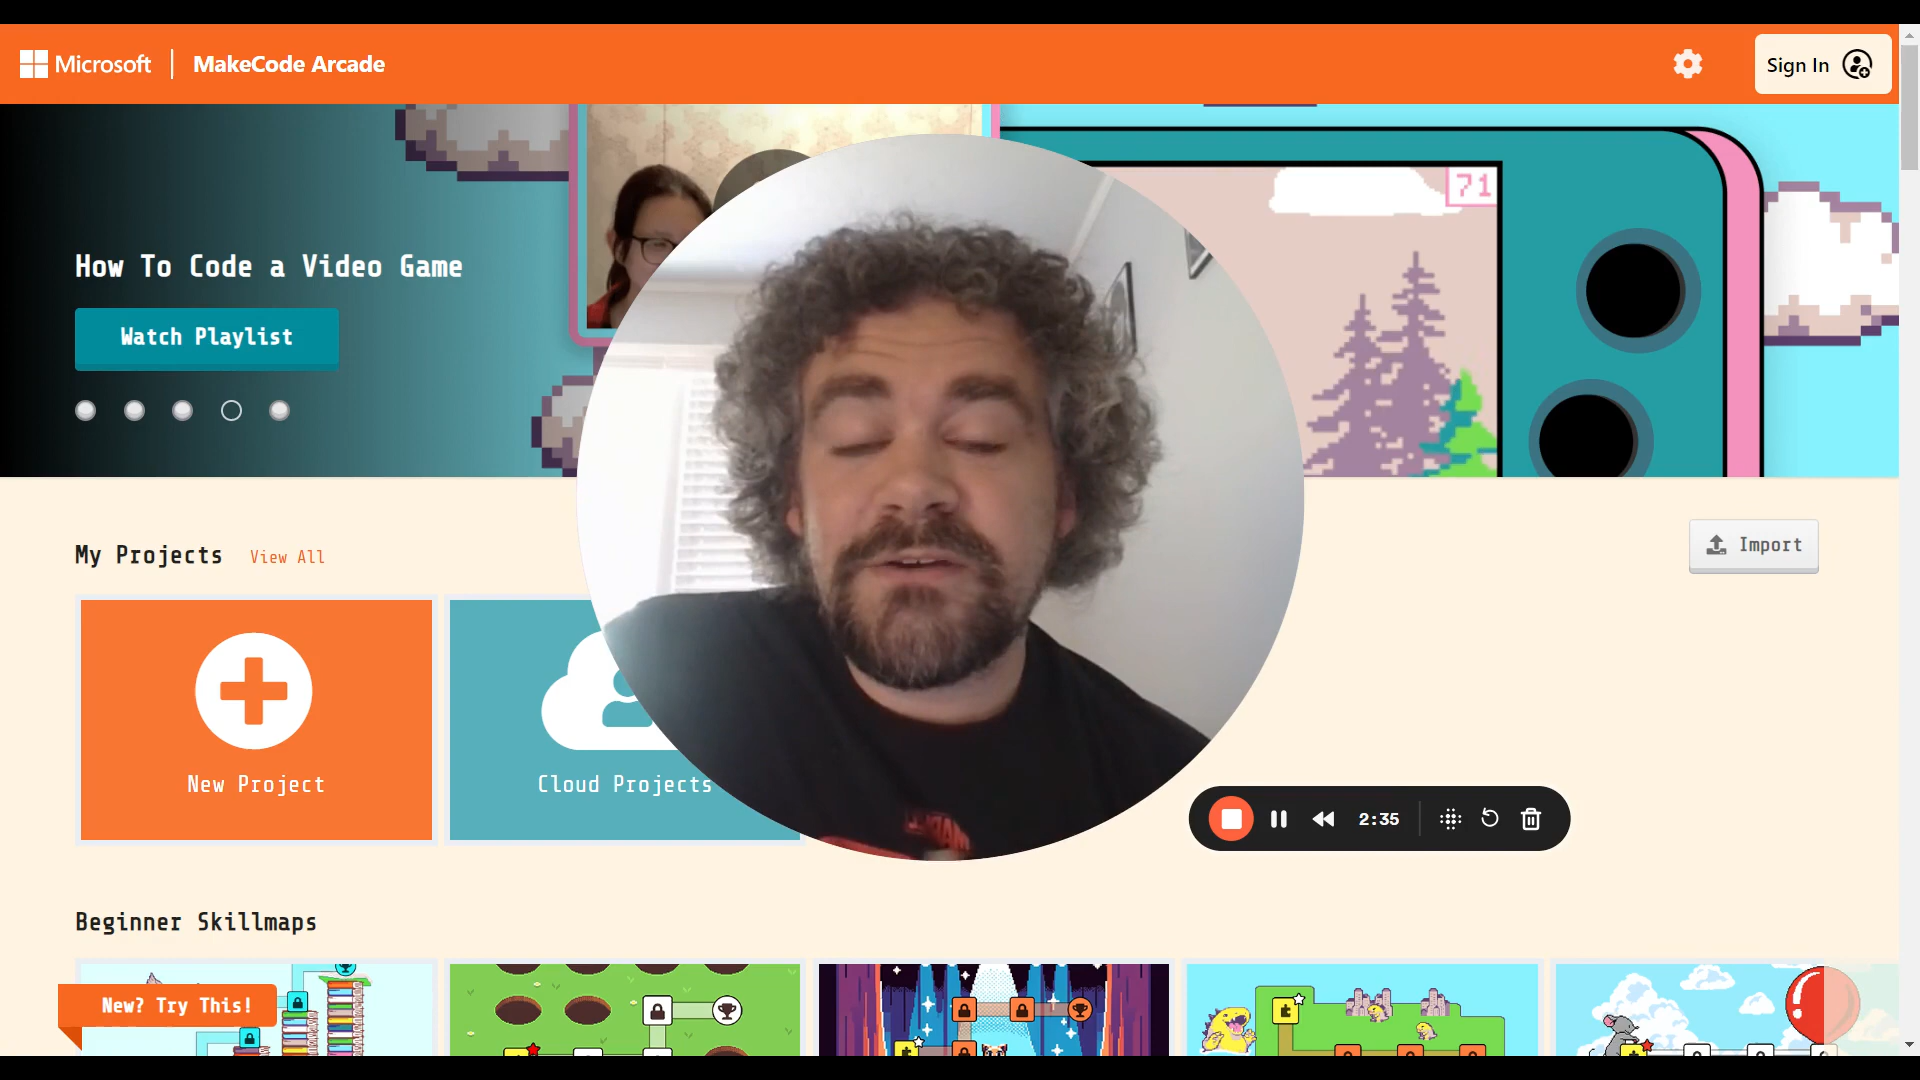 Microsoft | MakeCode Arcade
Sign In
71
How To Code a Video Game
Watch Playlist
My Projects View All
Import
New Project
Cloud Projects
2:35
Beginner Skillmaps
New? Try This!